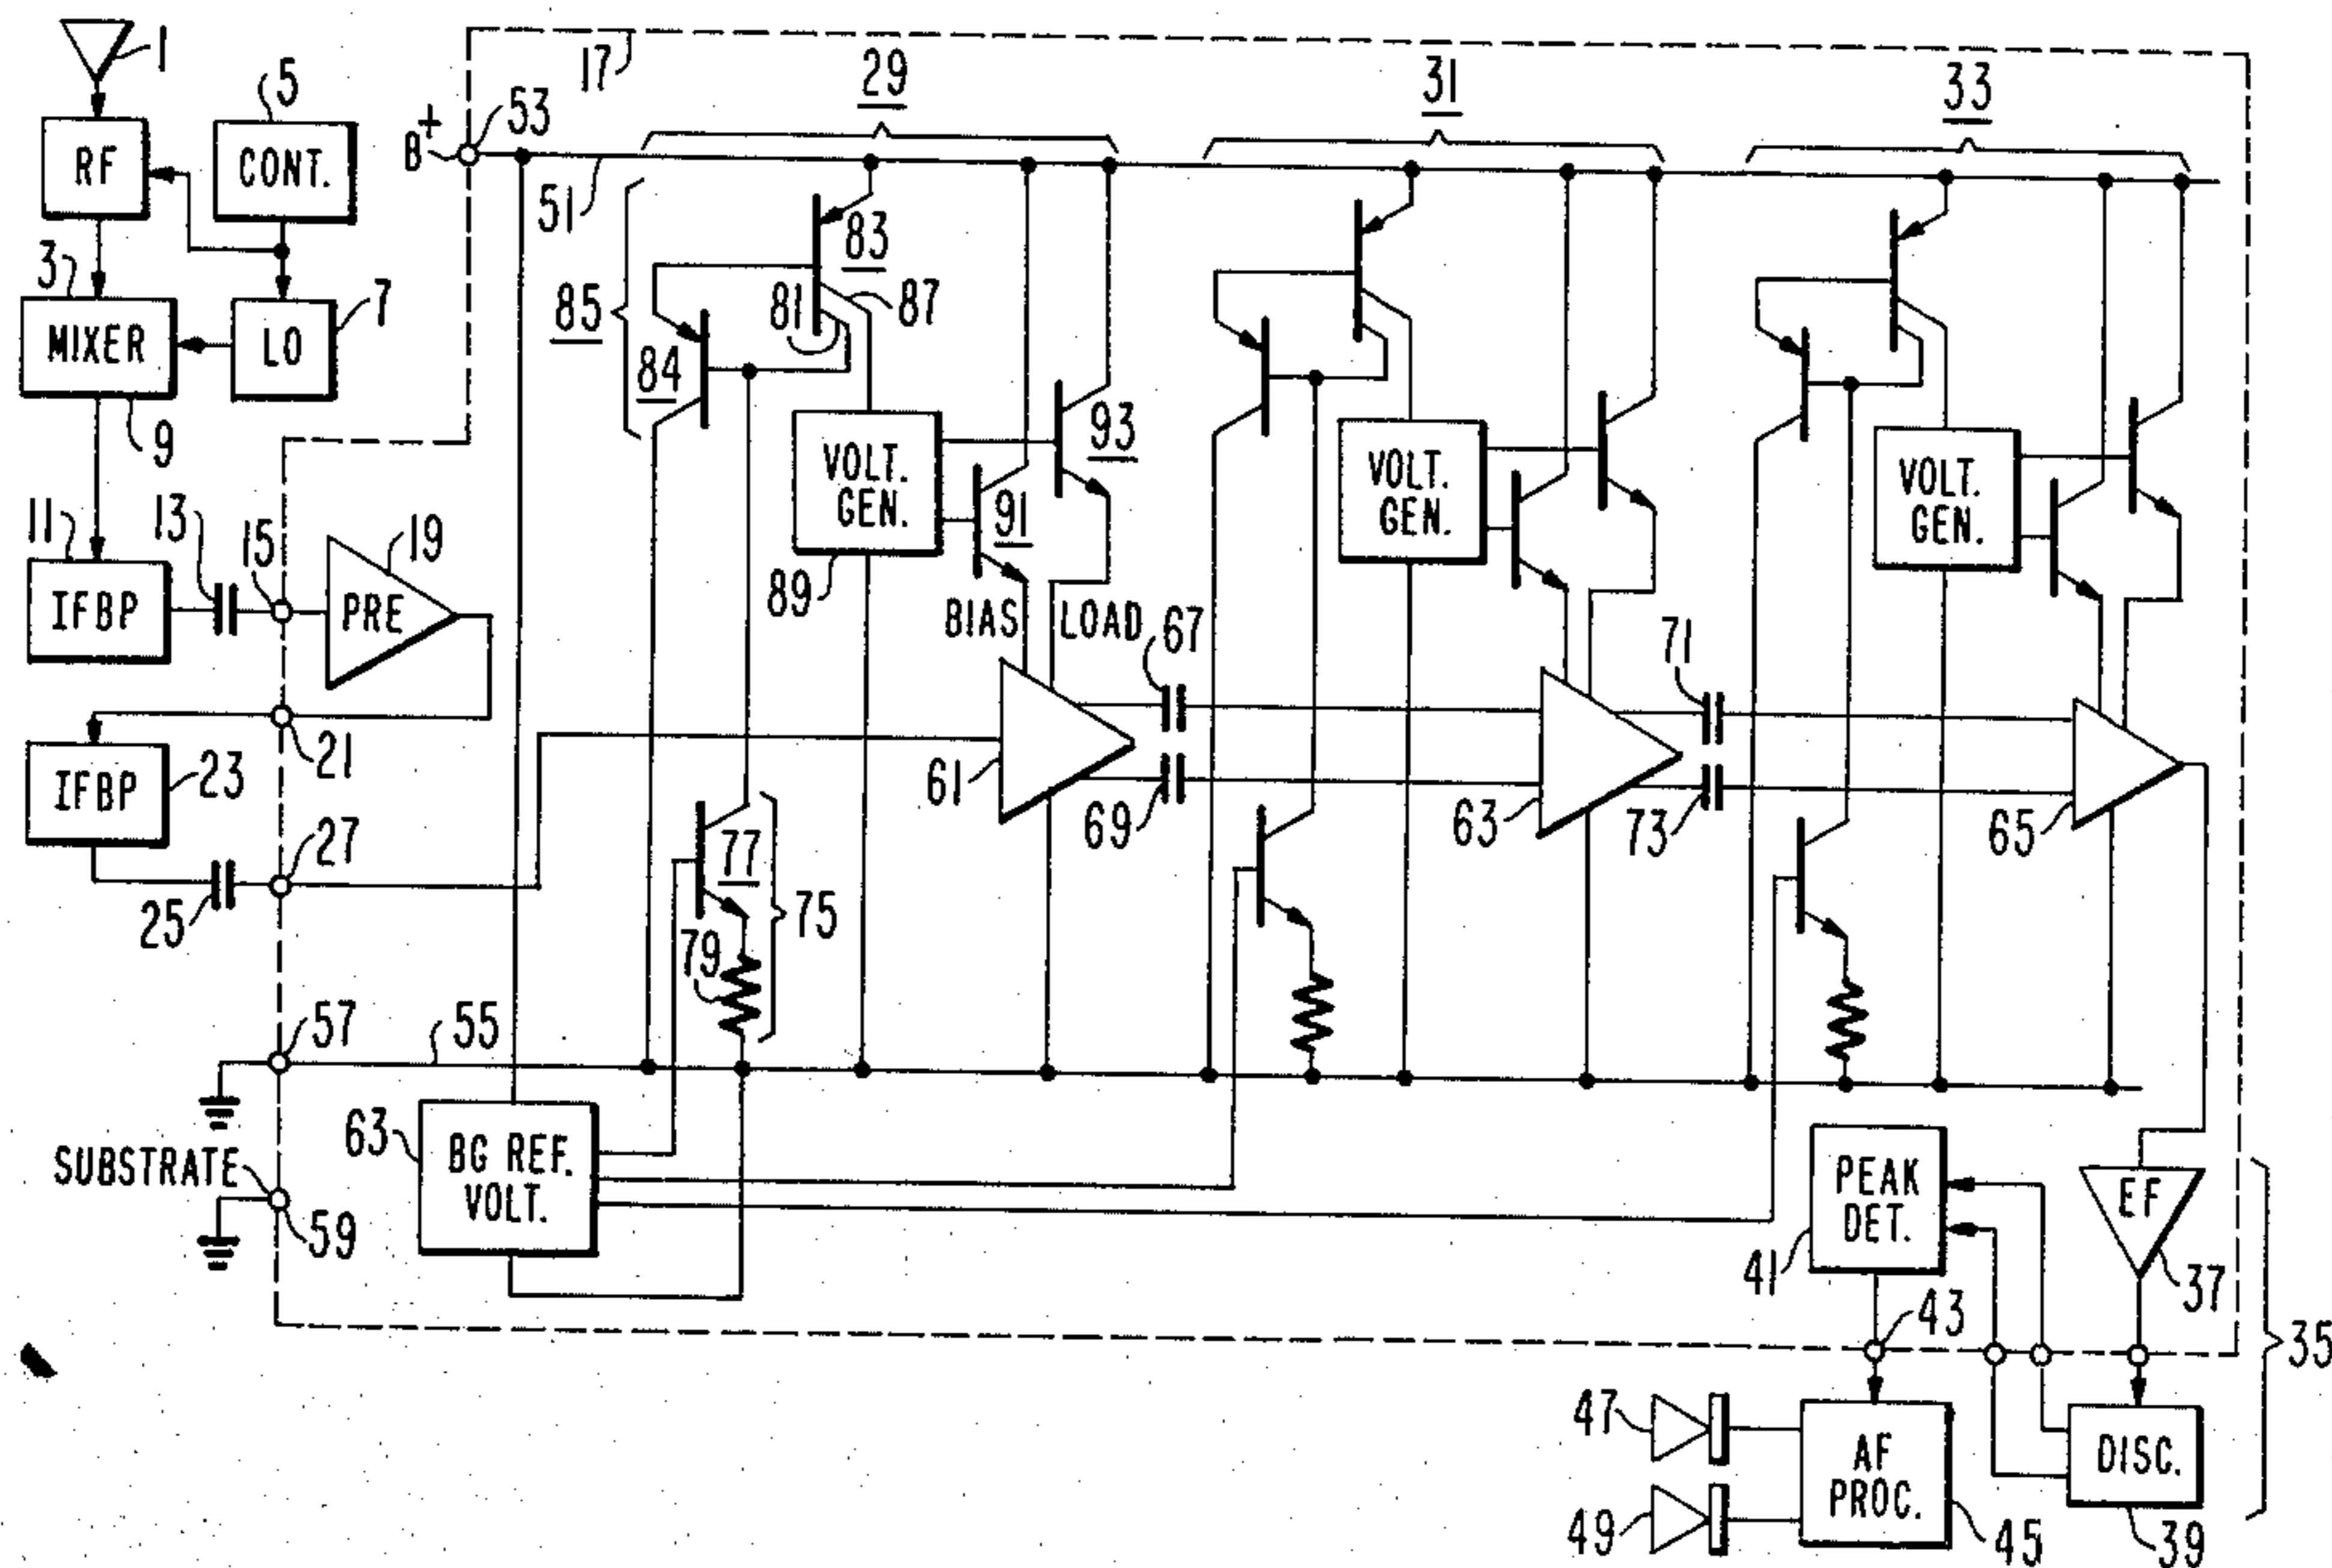 1
5
17
29
31
33
B+
53
RF
CONT.
51
83
3
7
81
87
85
MIXER
LO
84
9
93
VOLT.
GEN.
VOLT.
GEN.
VOLT.
GEN.
91
11
13
15
19
89
IFBP
PRE
BIAS
LOAD
67
71
21
IFBP
23
61
69
63
73
65
27
77
25
75
79
57
55
63
BG REF.
VOLT.
SUBSTRATE
59
PEAK
DET.
EF
41
37
43
35
47
AF
PROC.
DISC.
49
45
39